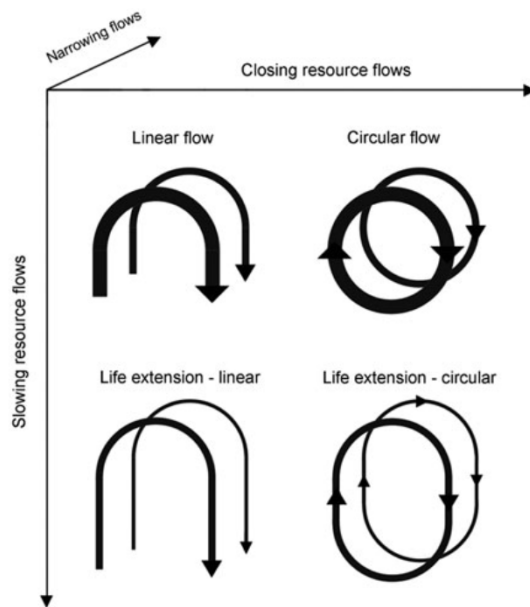 Narrowing flows
Closing resource flows
Linear flow
Circular flow
Slowing resource flows
Life extension - linear
Life extension - circular